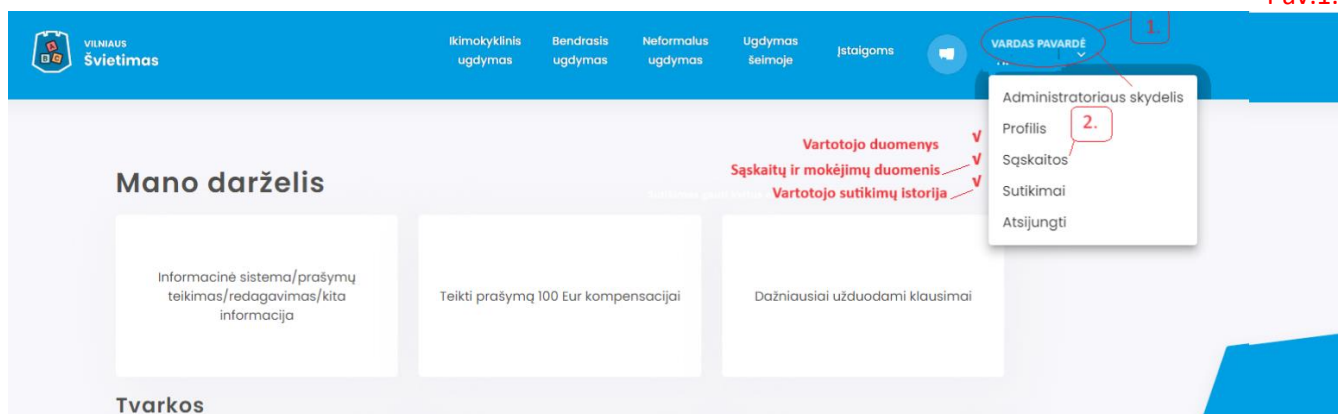 VILNIAUS
Švietimas
Ikimokyklinis
ugdymas
Bendrasis
ugdymas
Neformalus
ugdymas
Ugdymas
šeimoje
Įstaigoms
VARDAS PAVARDĖ
1.
Administratoriaus skydelis
Profilis
2.
Sąskaitos
Sutikimai
Atsijungti
Vartotojo duomenys
Sąskaitų ir mokėjimų duomenis
Vartotojo sutikimų istorija
Mano darželis
Informacinė sistema/prašymų
teikimas/redagavimas/kita
informacija
Teikti prašymą 100 Eur kompensacijai
Dažniausiai užduodami klausimai
Tvarkos